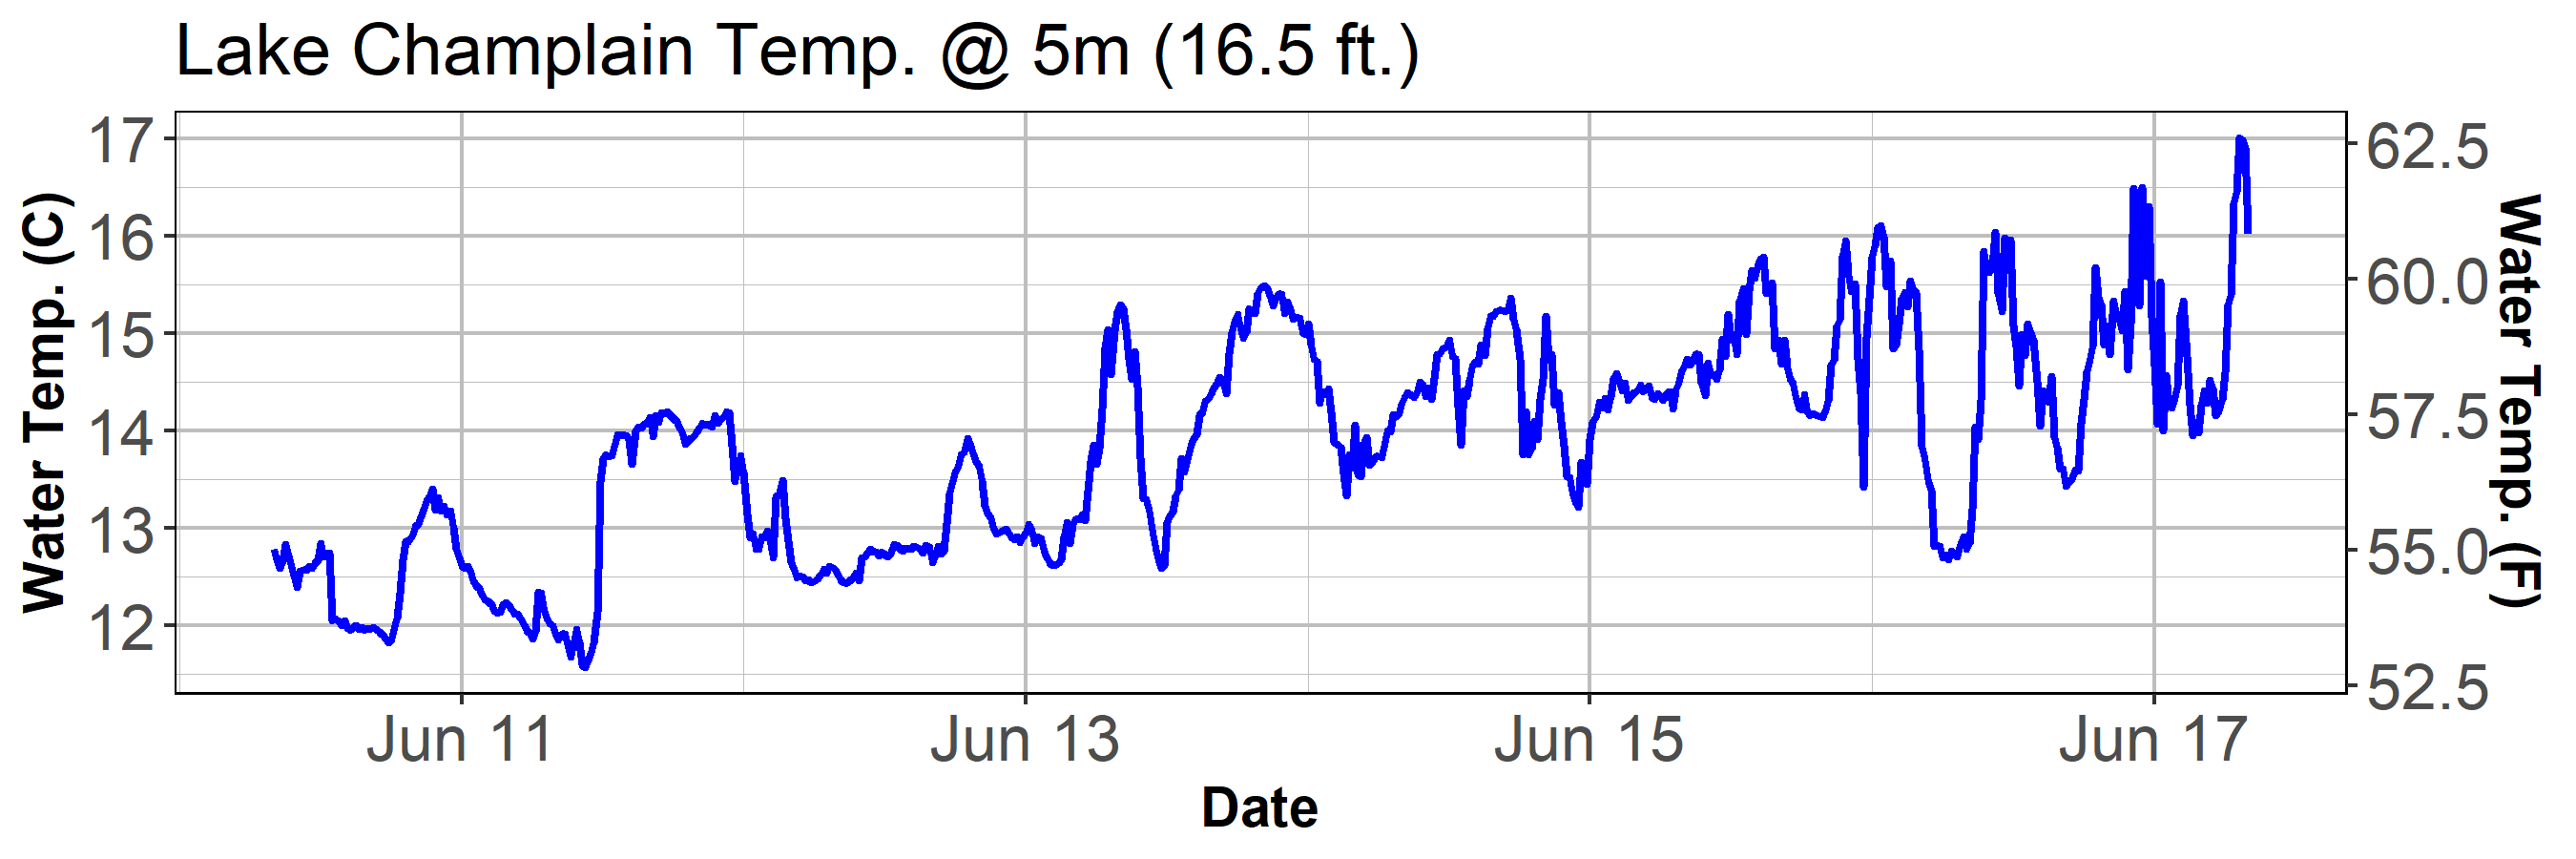 Lake Champlain Temp. @ 5m (16.5 ft.)
Water Temp. (C)
17
16
15
14
13
12
62.5
60.0
57.5
55.0
52.5
Water Temp. (F)
Jun 11
Jun 13
Jun 15
Jun 17
Date